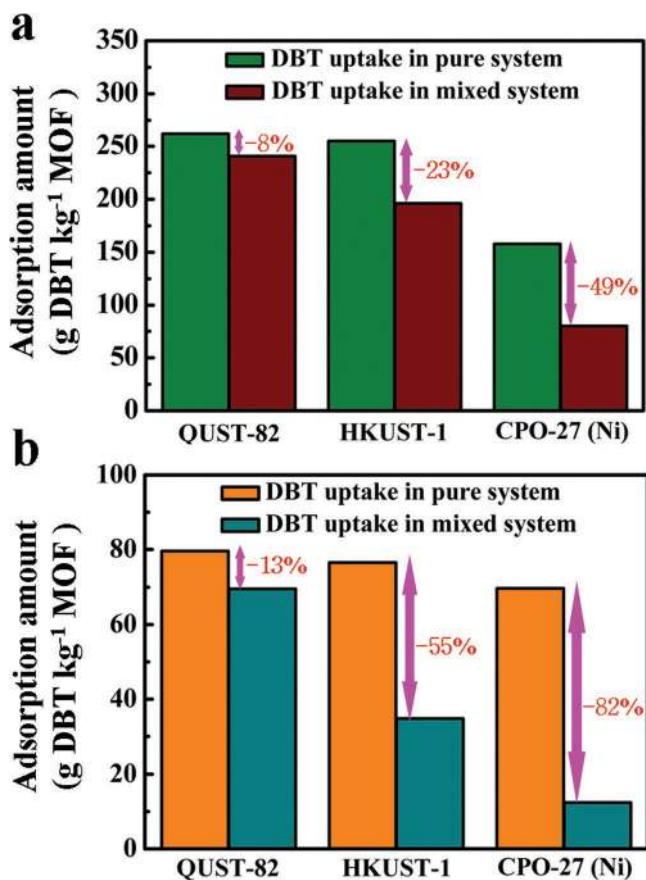 a
Adsorption amount
(g DBT kg⁻¹ MOF )
350
300
250
200
150
100
50
0
DBT uptake in pure system
DBT uptake in mixed system
-8%
-23%
-49%
QUST-82
HKUST-1
CPO-27 (Ni)
b
Adsorption amount
(g DBT kg⁻¹ MOF )
100
80
60
40
20
0
DBT uptake in pure system
DBT uptake in mixed system
-13%
-55%
-82%
QUST-82
HKUST-1
CPO-27 (Ni)